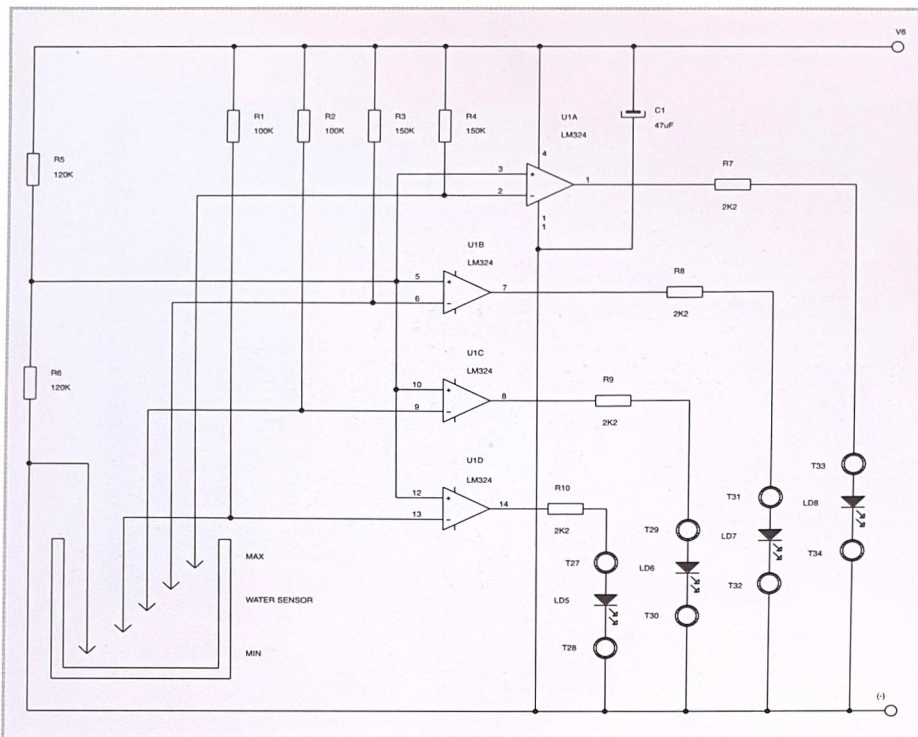 V6
R1
100K
R2
100K
R3
150K
R4
150K
U1A
LM324
C1
47uF
R5
120K
4
3
2
1
1
1
R7
2K2
U1B
LM324
5
6
7
R8
2K2
R6
120K
U1C
LM324
10
9
8
R9
2K2
U1D
LM324
12
13
14
R10
2K2
T33
LD8
T34
T31
LD7
T32
T29
LD6
T30
T27
LD5
T28
MAX
WATER SENSOR
MIN
(-)